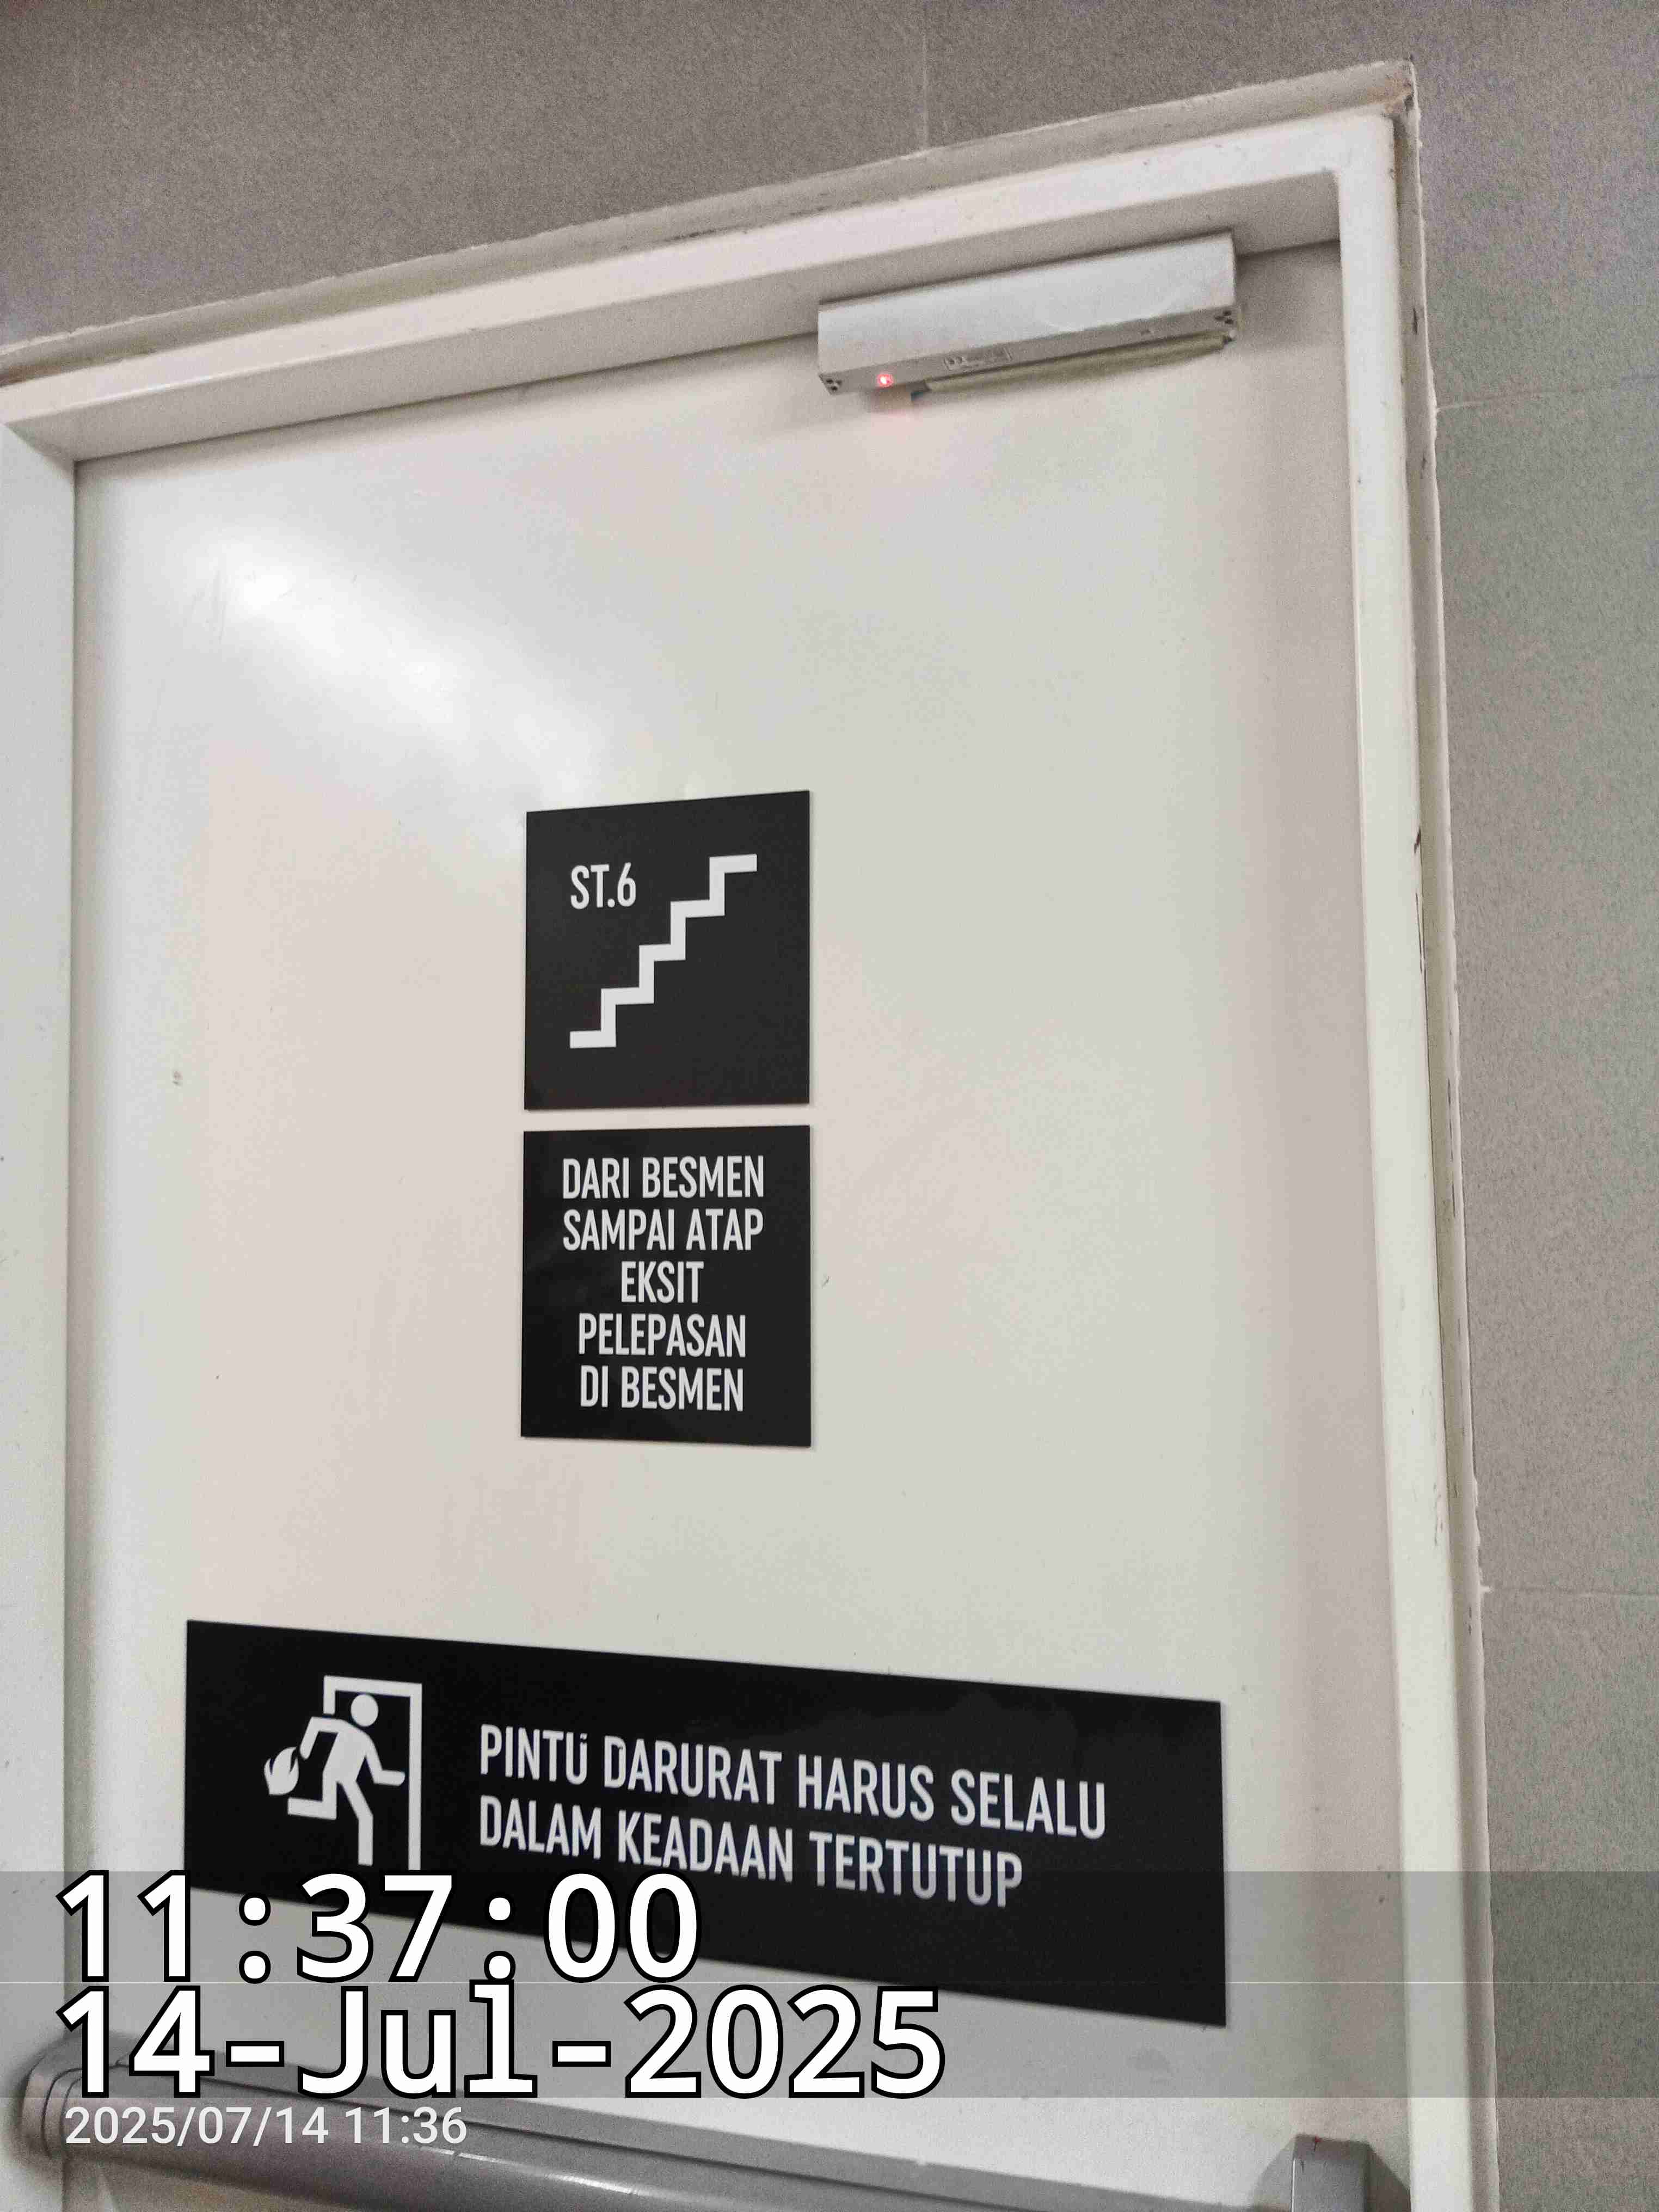 ST.6
DARI BESMEN
SAMPAI ATAP
EKSIT
PELEPASAN
DI BESMEN
PINTU DARURAT HARUS SELALU
DALAM KEADAAN TERTUTUP
11:37:00
14-Jul-2025
2025/07/14 11:36